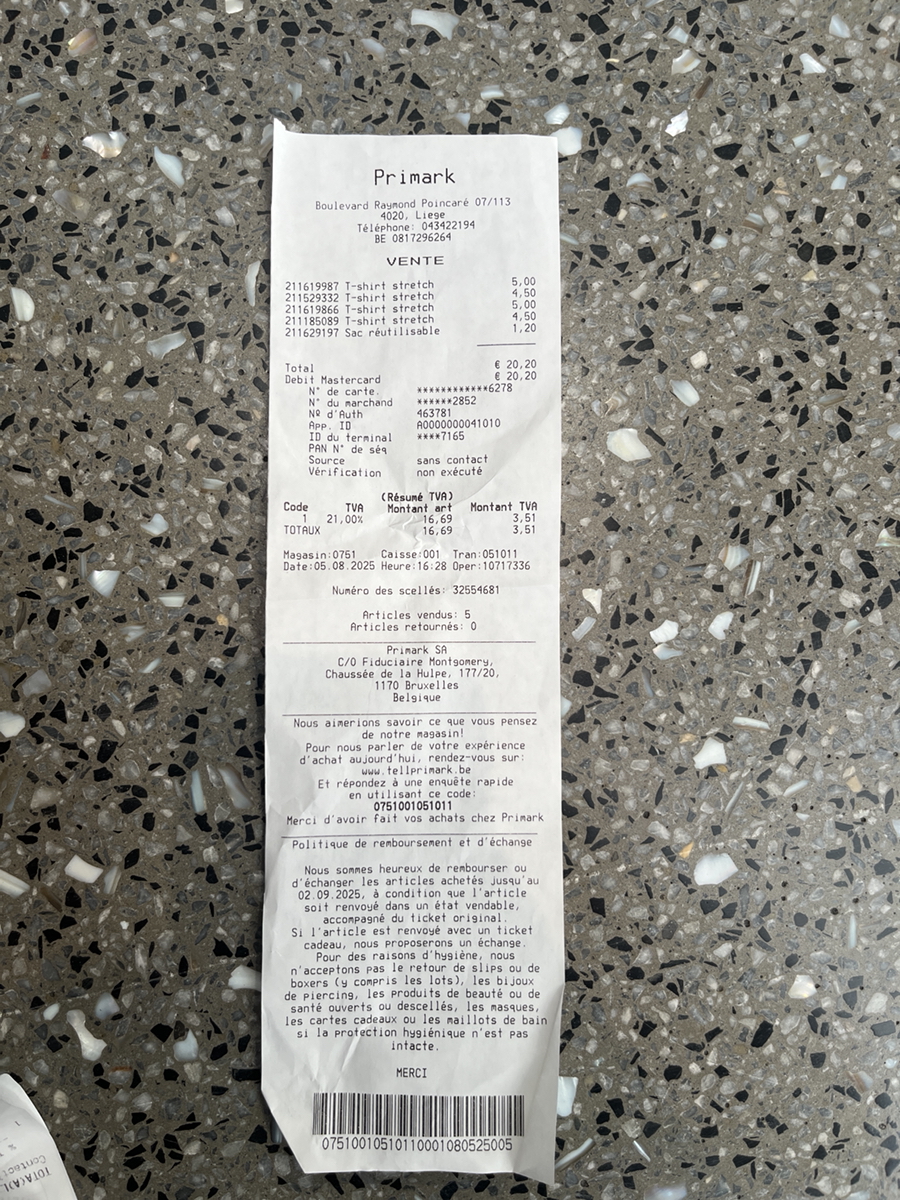 Primark
Boulevard Raymond Poincaré 07/113
4020, Liege
Téléphone: 043422194
BE 0817296264
VENTE
211619987 T-shirt stretch 5,00
211529332 T-shirt stretch 4,50
211619866 T-shirt stretch 5,00
211185089 T-shirt stretch 4,50
211629197 Sac réutilisable 1,20
Total € 20,20
Debit Mastercard € 20,20
N° de carte. ************6278
N° du marchand ******2852
Nº d'Auth 463781
App. ID A0000000041010
ID du terminal ****7165
PAN N° de séq
Source sans contact
Vérification non exécuté
(Résumé TVA)
Code TVA Montant art Montant TVA
1 21,00% 16,69 3,51
TOTAUX 16,69 3,51
Magasin:0751 Caisse:001 Tran:051011
Date:05.08.2025 Heure:16:28 Oper:10717336
Numéro des scellés: 32554681
Articles vendus: 5
Articles retournés: 0
Primark SA
C/O Fiduciaire Montgomery,
Chaussée de la Hulpe, 177/20,
1170 Bruxelles
Belgique
Nous aimerions savoir ce que vous pensez
de notre magasin!
Pour nous parler de votre expérience
d'achat aujourd'hui, rendez-vous sur:
www.tellprimark.be
Et répondez à une enquête rapide
en utilisant ce code:
0751001051011
Merci d'avoir fait vos achats chez Primark
Politique de remboursement et d'échange
Nous sommes heureux de rembourser ou
d'échanger les articles achetés jusqu'au
02.09.2025, à condition que l'article
soit renvoyé dans un état vendable,
accompagné du ticket original.
Si l'article est renvoyé avec un ticket
cadeau, nous proposerons un échange.
Pour des raisons d'hygiène, nous
n'acceptons pas le retour de slips ou de
boxers (y compris les lots), les bijoux
de piercing, les produits de beauté ou de
santé ouverts ou descellés, les masques,
les cartes cadeaux ou les maillots de bain
si la protection hygiénique n'est pas
intacte.
MERCI
07510010510110001080525005